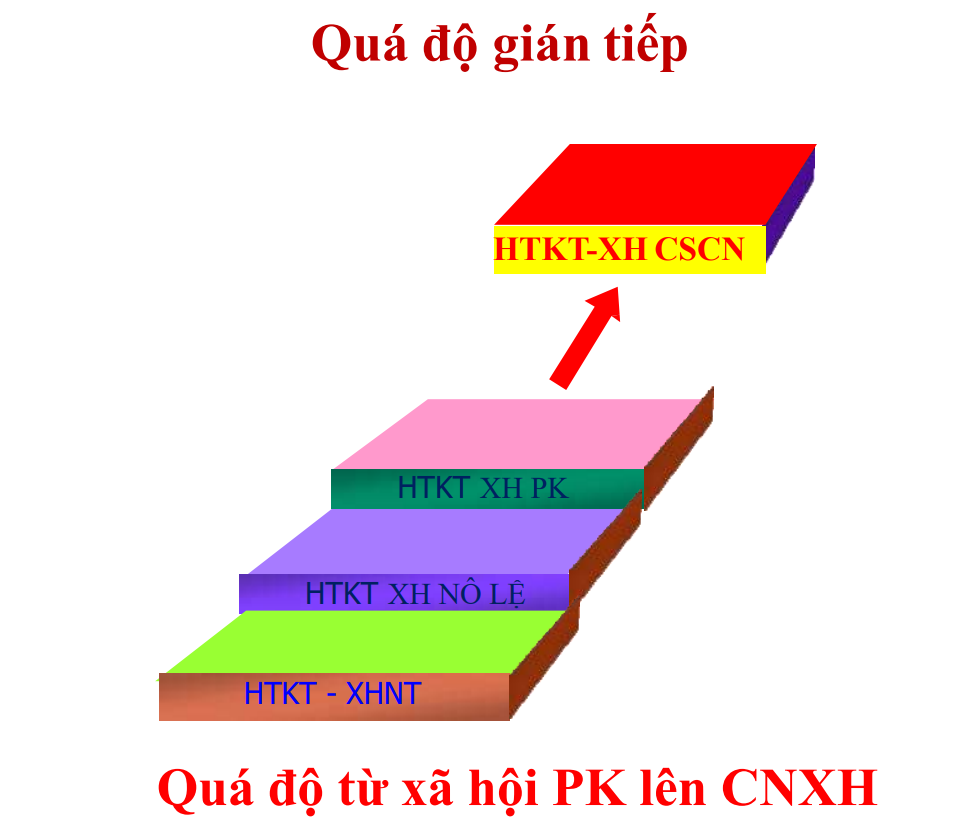 Quá độ gián tiếp
HTKT-XH CSCN
HTKT XH PK
HTKT XH NÔ LỆ
HTKT - XHNT
Quá độ từ xã hội PK lên CNXH